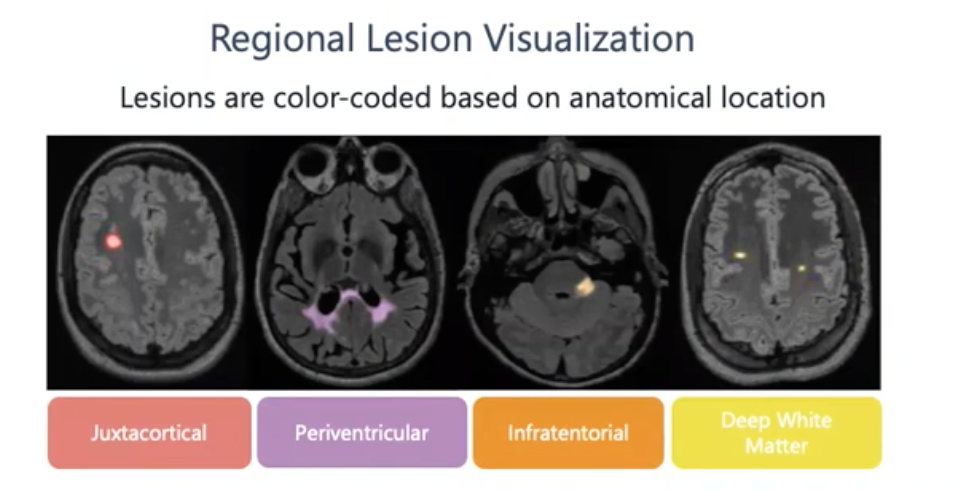 Regional Lesion Visualization
Lesions are color-coded based on anatomical location
Juxtacortical
Periventricular
Infratentorial
Deep White
Matter